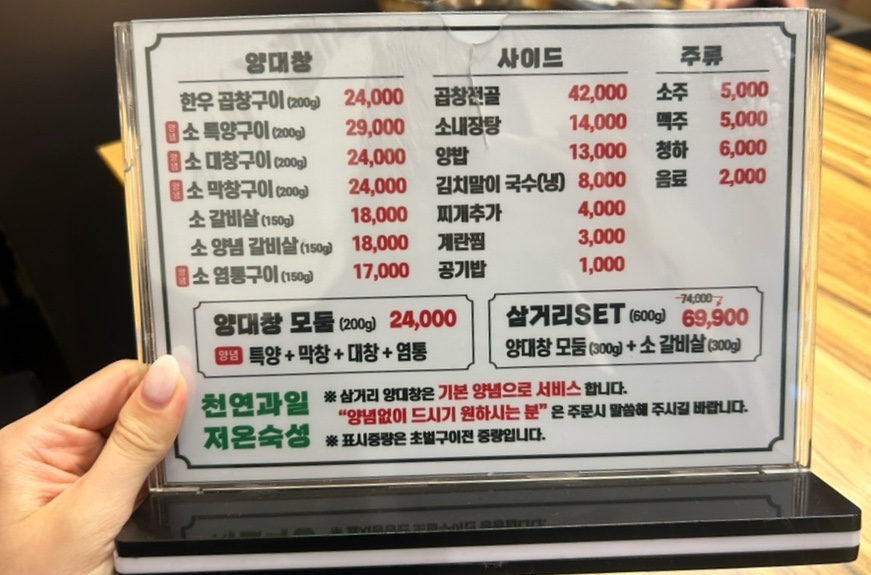 양대창
한우 곱창구이 (200g) 24,000
양념 소 특양구이 (200g) 29,000
양념 소 대창구이 (200g) 24,000
양념 소 막창구이 (200g) 24,000
소 갈비살 (150g) 18,000
소 양념 갈비살 (150g) 18,000
양념 소 염통구이 (150g) 17,000
사이드
곱창전골 42,000
소내장탕 14,000
양밥 13,000
김치말이 국수(냉) 8,000
찌개추가 4,000
계란찜 3,000
공기밥 1,000
주류
소주 5,000
맥주 5,000
청하 6,000
음료 2,000
양대창 모둠 (200g) 24,000
양념 특양 + 막창 + 대창 + 염통
삼거리SET (600g) 74,000 69,900
양대창 모둠 (300g) + 소 갈비살 (300g)
천연과일
저온숙성
※ 삼거리 양대창은 기본 양념으로 서비스 합니다.
“양념없이 드시기 원하시는 분” 은 주문시 말씀해 주시길 바랍니다.
※ 표시중량은 초벌구이전 중량입니다.